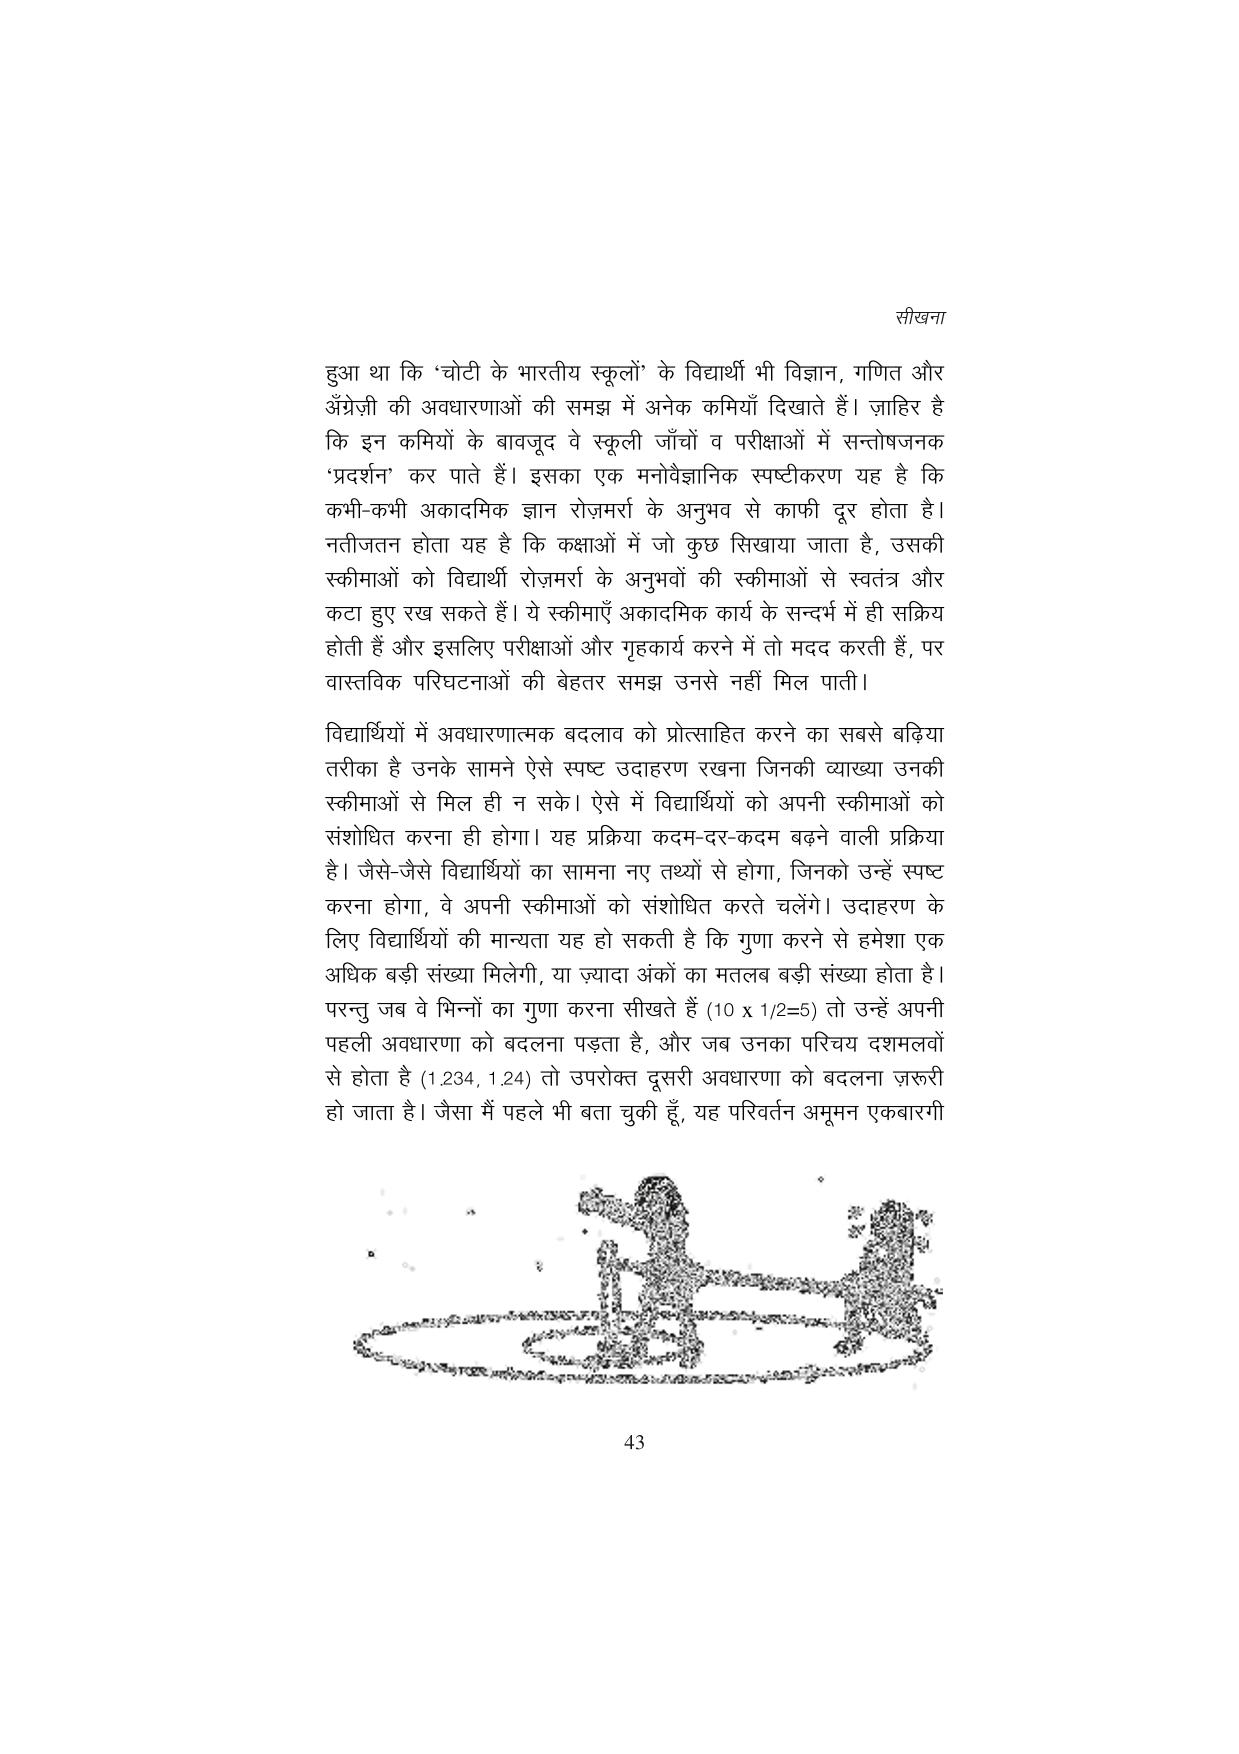 सीखना
हुआ था कि ‘चोटी के भारतीय स्कूलों’ के विद्यार्थी भी विज्ञान, गणित और
अँग्रेज़ी की अवधारणाओं की समझ में अनेक कमियाँ दिखाते हैं। ज़ाहिर है
कि इन कमियों के बावजूद वे स्कूली जाँचों व परीक्षाओं में सन्तोषजनक
‘प्रदर्शन’ कर पाते हैं। इसका एक मनोवैज्ञानिक स्पष्टीकरण यह है कि
कभी-कभी अकादमिक ज्ञान रोज़मर्रा के अनुभव से काफी दूर होता है।
नतीजतन होता यह है कि कक्षाओं में जो कुछ सिखाया जाता है, उसकी
स्कीमाओं को विद्यार्थी रोज़मर्रा के अनुभवों की स्कीमाओं से स्वतंत्र और
कटा हुए रख सकते हैं। ये स्कीमाएँ अकादमिक कार्य के सन्दर्भ में ही सक्रिय
होती हैं और इसलिए परीक्षाओं और गृहकार्य करने में तो मदद करती हैं, पर
वास्तविक परिघटनाओं की बेहतर समझ उनसे नहीं मिल पाती।
विद्यार्थियों में अवधारणात्मक बदलाव को प्रोत्साहित करने का सबसे बढ़िया
तरीका है उनके सामने ऐसे स्पष्ट उदाहरण रखना जिनकी व्याख्या उनकी
स्कीमाओं से मिल ही न सके। ऐसे में विद्यार्थियों को अपनी स्कीमाओं को
संशोधित करना ही होगा। यह प्रक्रिया कदम-दर-कदम बढ़ने वाली प्रक्रिया
है। जैसे-जैसे विद्यार्थियों का सामना नए तथ्यों से होगा, जिनको उन्हें स्पष्ट
करना होगा, वे अपनी स्कीमाओं को संशोधित करते चलेंगे। उदाहरण के
लिए विद्यार्थियों की मान्यता यह हो सकती है कि गुणा करने से हमेशा एक
अधिक बड़ी संख्या मिलेगी, या ज़्यादा अंकों का मतलब बड़ी संख्या होता है।
परन्तु जब वे भिन्नों का गुणा करना सीखते हैं (10 x 1/2=5) तो उन्हें अपनी
पहली अवधारणा को बदलना पड़ता है, और जब उनका परिचय दशमलवों
से होता है (1.234, 1.24) तो उपरोक्त दूसरी अवधारणा को बदलना ज़रूरी
हो जाता है। जैसा मैं पहले भी बता चुकी हूँ, यह परिवर्तन अमूमन एकबारगी
43